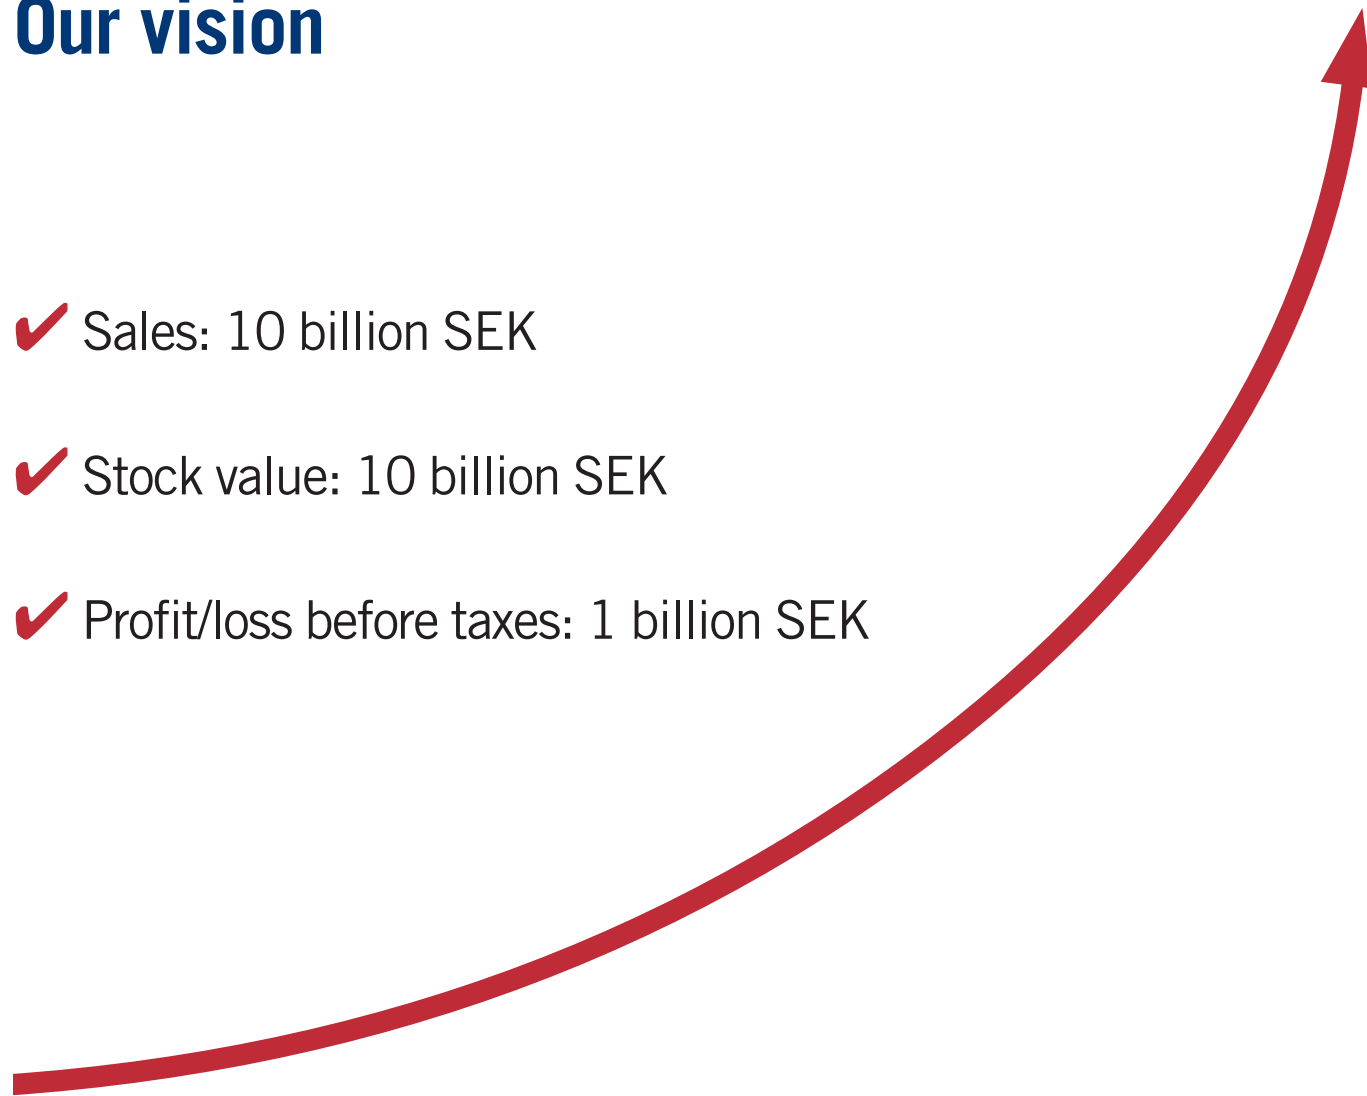 Our vision
✔ Sales: 10 billion SEK
✔ Stock value: 10 billion SEK
✔ Profit/loss before taxes: 1 billion SEK